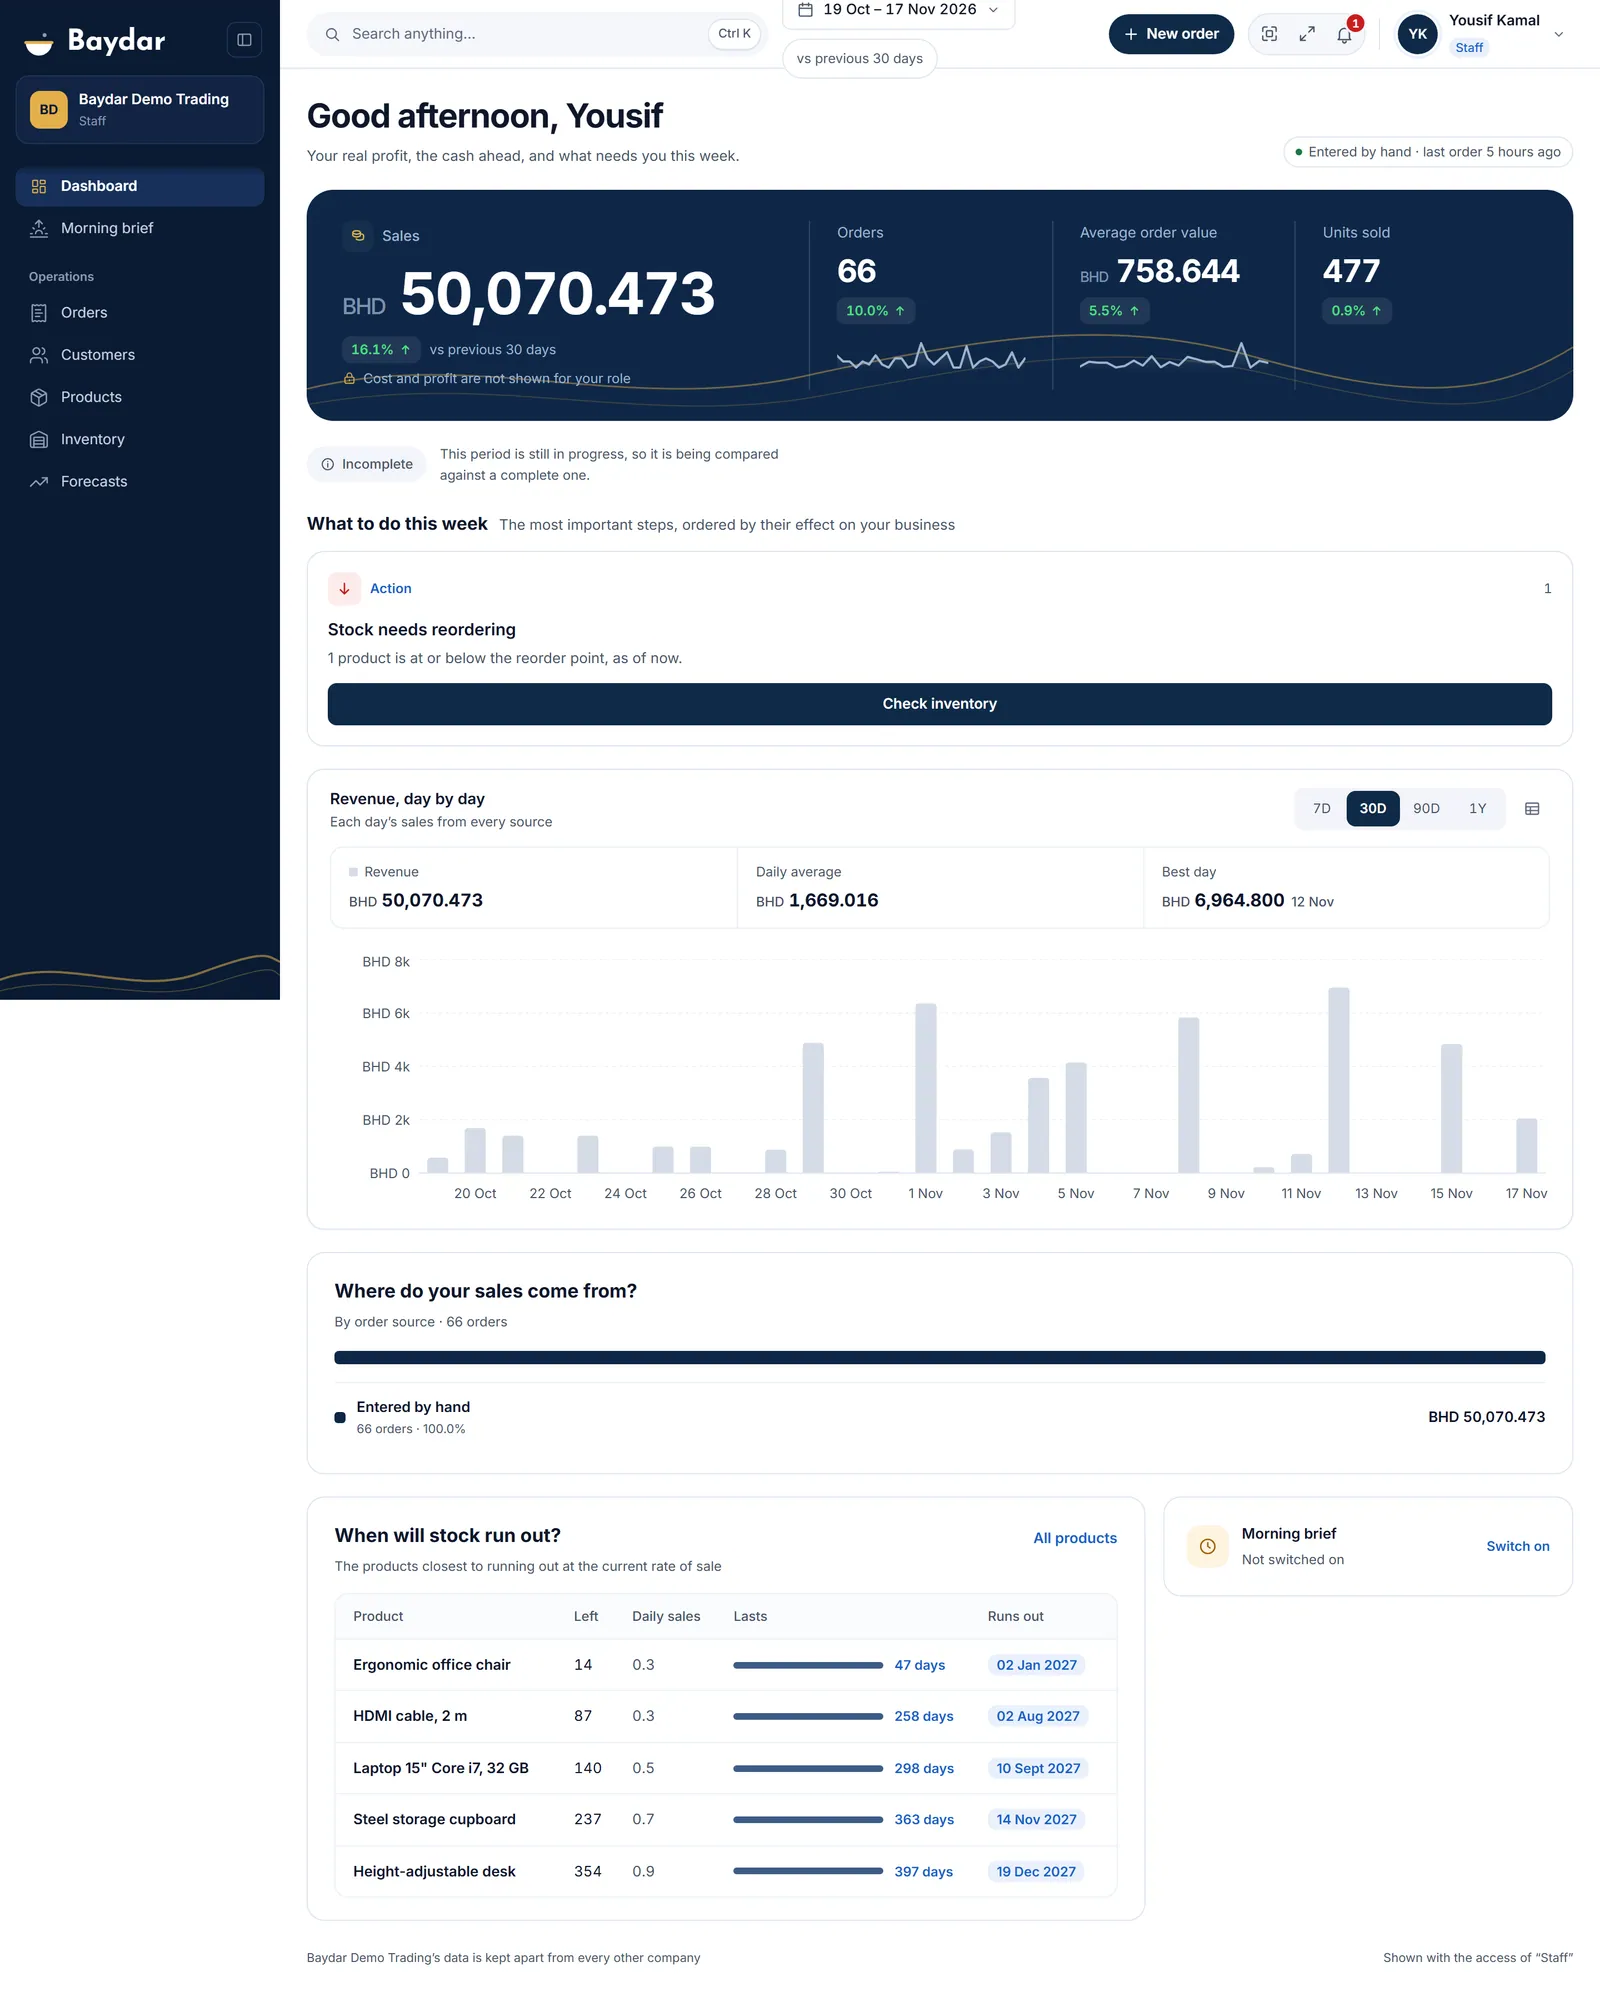 Baydar
BD
Baydar Demo Trading
Staff
Dashboard
Morning brief
Operations
Orders
Customers
Products
Inventory
Forecasts
Search anything...
Ctrl K
19 Oct – 17 Nov 2026
vs previous 30 days
New order
1
YK
Yousif Kamal
Staff
Good afternoon, Yousif
Your real profit, the cash ahead, and what needs you this week.
Entered by hand · last order 5 hours ago
Sales
BHD 50,070.473
16.1% ↑ vs previous 30 days
Cost and profit are not shown for your role
Orders
66
10.0% ↑
Average order value
BHD 758.644
5.5% ↑
Units sold
477
0.9% ↑
Incomplete
This period is still in progress, so it is being compared
against a complete one.
What to do this week The most important steps, ordered by their effect on your business
Action
1
Stock needs reordering
1 product is at or below the reorder point, as of now.
Check inventory
Revenue, day by day
Each day’s sales from every source
7D 30D 90D 1Y
Revenue
BHD 50,070.473
Daily average
BHD 1,669.016
Best day
BHD 6,964.800 12 Nov
BHD 8k
BHD 6k
BHD 4k
BHD 2k
BHD 0
20 Oct 22 Oct 24 Oct 26 Oct 28 Oct 30 Oct 1 Nov 3 Nov 5 Nov 7 Nov 9 Nov 11 Nov 13 Nov 15 Nov 17 Nov
Where do your sales come from?
By order source · 66 orders
Entered by hand
66 orders · 100.0%
BHD 50,070.473
When will stock run out?
All products
The products closest to running out at the current rate of sale
Product Left Daily sales Lasts Runs out
Ergonomic office chair 14 0.3 47 days 02 Jan 2027
HDMI cable, 2 m 87 0.3 258 days 02 Aug 2027
Laptop 15" Core i7, 32 GB 140 0.5 298 days 10 Sept 2027
Steel storage cupboard 237 0.7 363 days 14 Nov 2027
Height-adjustable desk 354 0.9 397 days 19 Dec 2027
Morning brief
Not switched on
Switch on
Baydar Demo Trading’s data is kept apart from every other company
Shown with the access of “Staff”